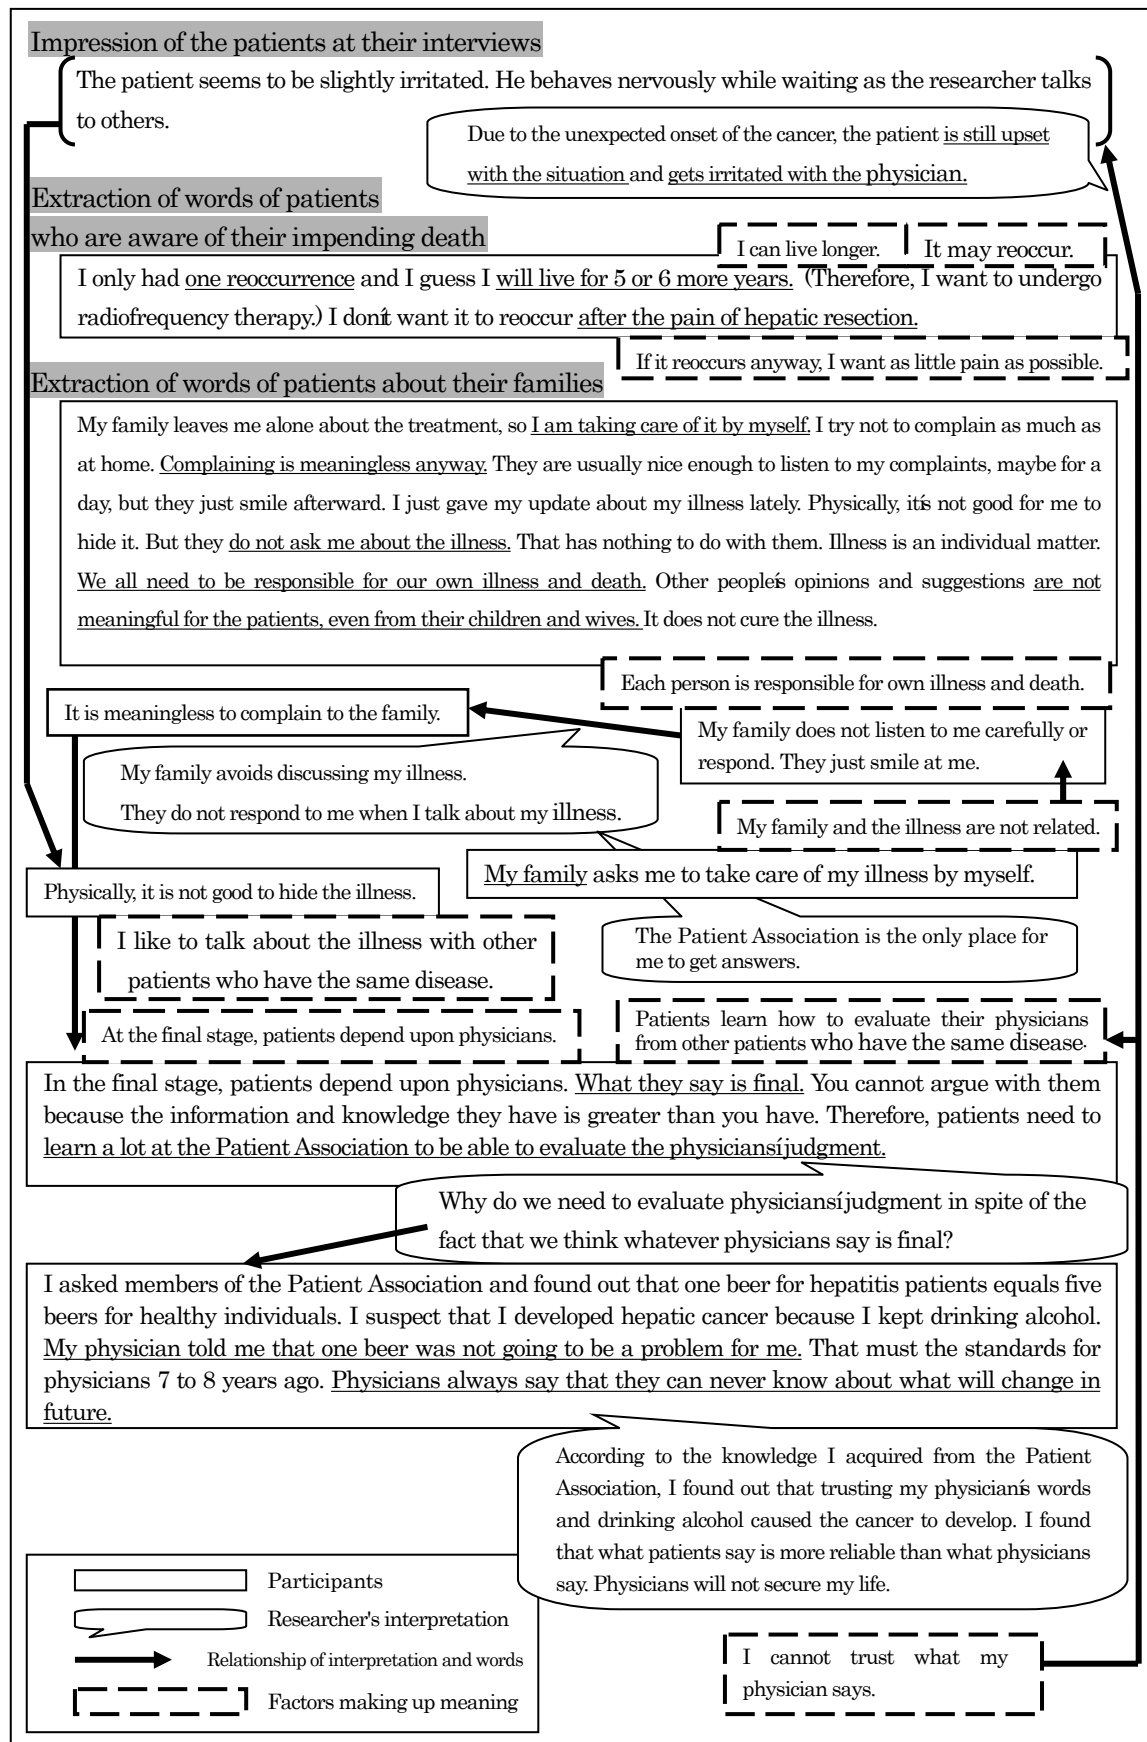 Impression of the patients at their interviews
The patient seems to be slightly irritated. He behaves nervously while waiting as the researcher talks
to others.
Due to the unexpected onset of the cancer, the patient is still upset
with the situation and gets irritated with the physician.
Extraction of words of patients
who are aware of their impending death
I can live longer.
It may reoccur.
I only had one reoccurrence and I guess I will live for 5 or 6 more years. (Therefore, I want to undergo
radiofrequency therapy.) I donít want it to reoccur after the pain of hepatic resection.
If it reoccurs anyway, I want as little pain as possible.
Extraction of words of patients about their families
My family leaves me alone about the treatment, so I am taking care of it by myself. I try not to complain as much as
at home. Complaining is meaningless anyway. They are usually nice enough to listen to my complaints, maybe for a
day, but they just smile afterward. I just gave my update about my illness lately. Physically, itís not good for me to
hide it. But they do not ask me about the illness. That has nothing to do with them. Illness is an individual matter.
We all need to be responsible for our own illness and death. Other peopleís opinions and suggestions are not
meaningful for the patients, even from their children and wives. It does not cure the illness.
Each person is responsible for own illness and death.
It is meaningless to complain to the family.
My family does not listen to me carefully or
respond. They just smile at me.
My family avoids discussing my illness.
They do not respond to me when I talk about my illness.
My family and the illness are not related.
My family asks me to take care of my illness by myself.
Physically, it is not good to hide the illness.
I like to talk about the illness with other
patients who have the same disease.
The Patient Association is the only place for
me to get answers.
At the final stage, patients depend upon physicians.
Patients learn how to evaluate their physicians
from other patients who have the same disease.
In the final stage, patients depend upon physicians. What they say is final. You cannot argue with them
because the information and knowledge they have is greater than you have. Therefore, patients need to
learn a lot at the Patient Association to be able to evaluate the physiciansí judgment.
Why do we need to evaluate physiciansí judgment in spite of the
fact that we think whatever physicians say is final?
I asked members of the Patient Association and found out that one beer for hepatitis patients equals five
beers for healthy individuals. I suspect that I developed hepatic cancer because I kept drinking alcohol.
My physician told me that one beer was not going to be a problem for me. That must the standards for
physicians 7 to 8 years ago. Physicians always say that they can never know about what will change in
future.
According to the knowledge I acquired from the Patient
Association, I found out that trusting my physicianís words
and drinking alcohol caused the cancer to develop. I found
that what patients say is more reliable than what physicians
say. Physicians will not secure my life.
Participants
Researcher's interpretation
Relationship of interpretation and words
Factors making up meaning
I cannot trust what my
physician says.